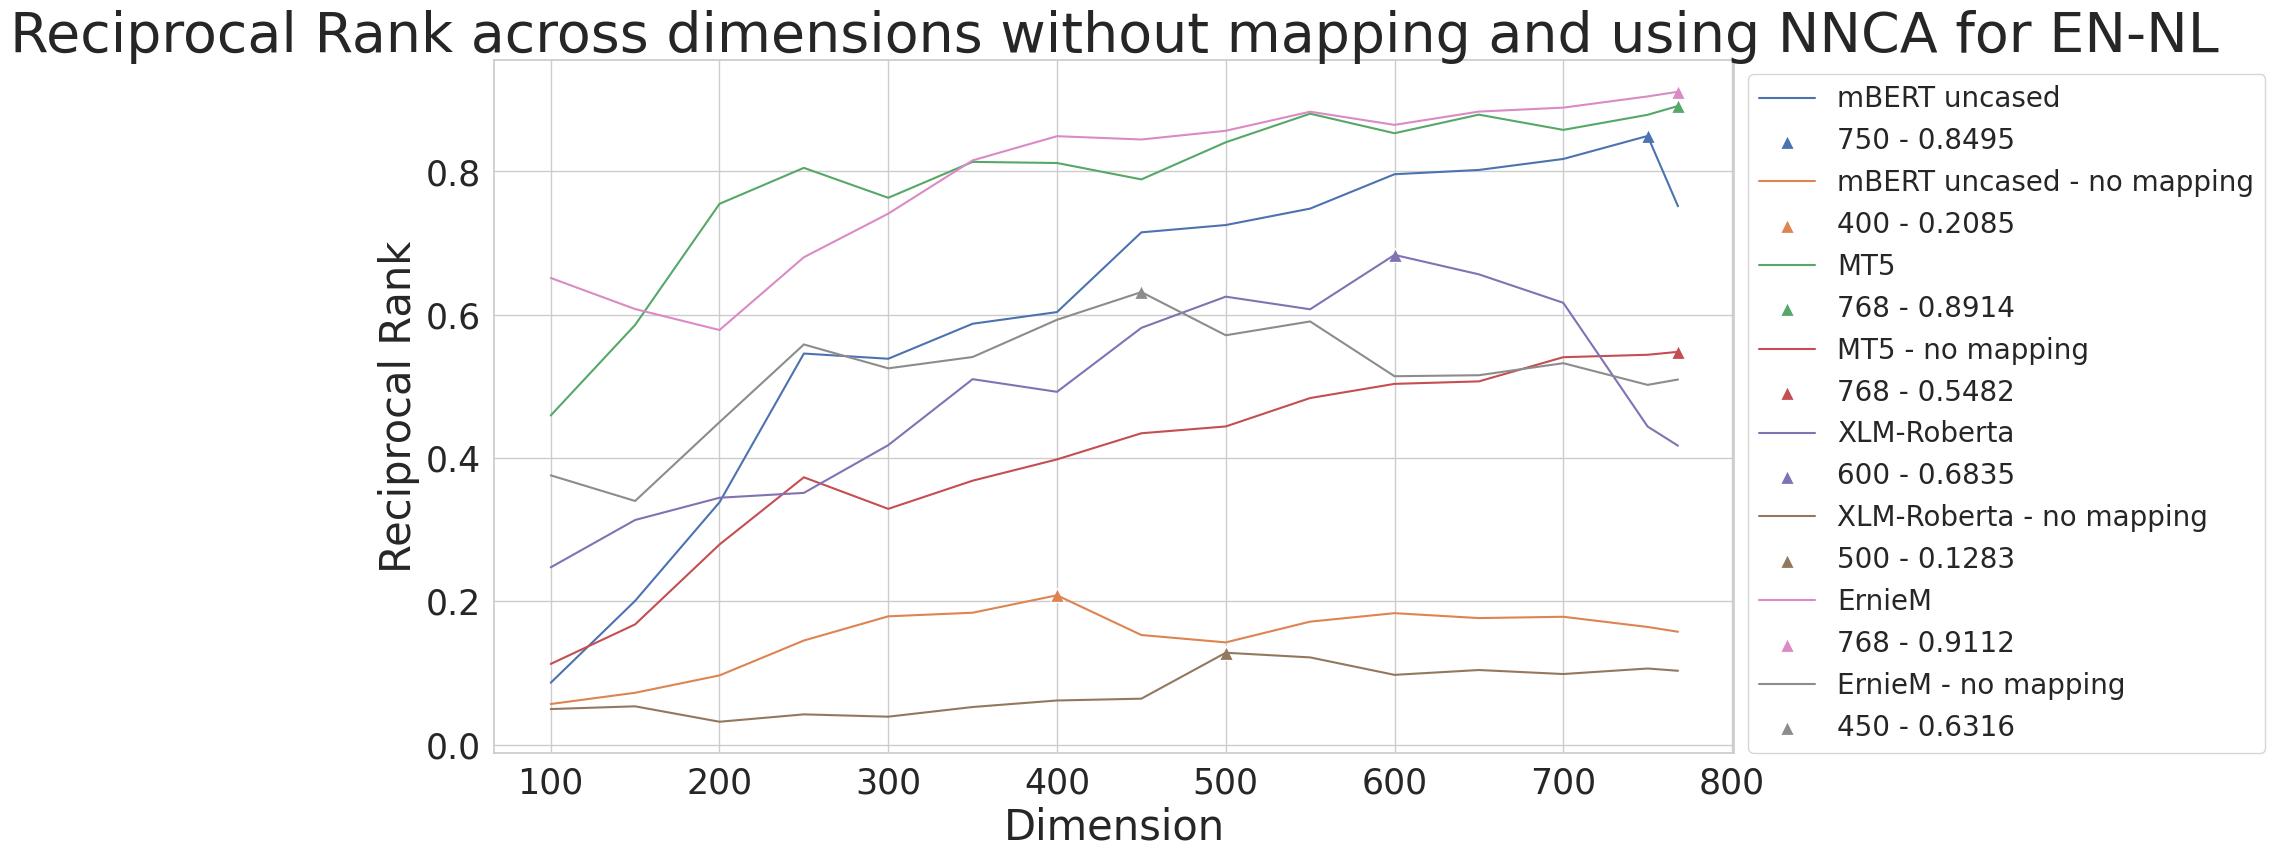 Reciprocal Rank across dimensions without mapping and using NNCA for EN-NL
Reciprocal Rank
0.8
0.6
0.4
0.2
0.0
100 200 300 400 500 600 700 800
Dimension
mBERT uncased
750 - 0.8495
mBERT uncased - no mapping
400 - 0.2085
MT5
768 - 0.8914
MT5 - no mapping
768 - 0.5482
XLM-Roberta
600 - 0.6835
XLM-Roberta - no mapping
500 - 0.1283
ErnieM
768 - 0.9112
ErnieM - no mapping
450 - 0.6316